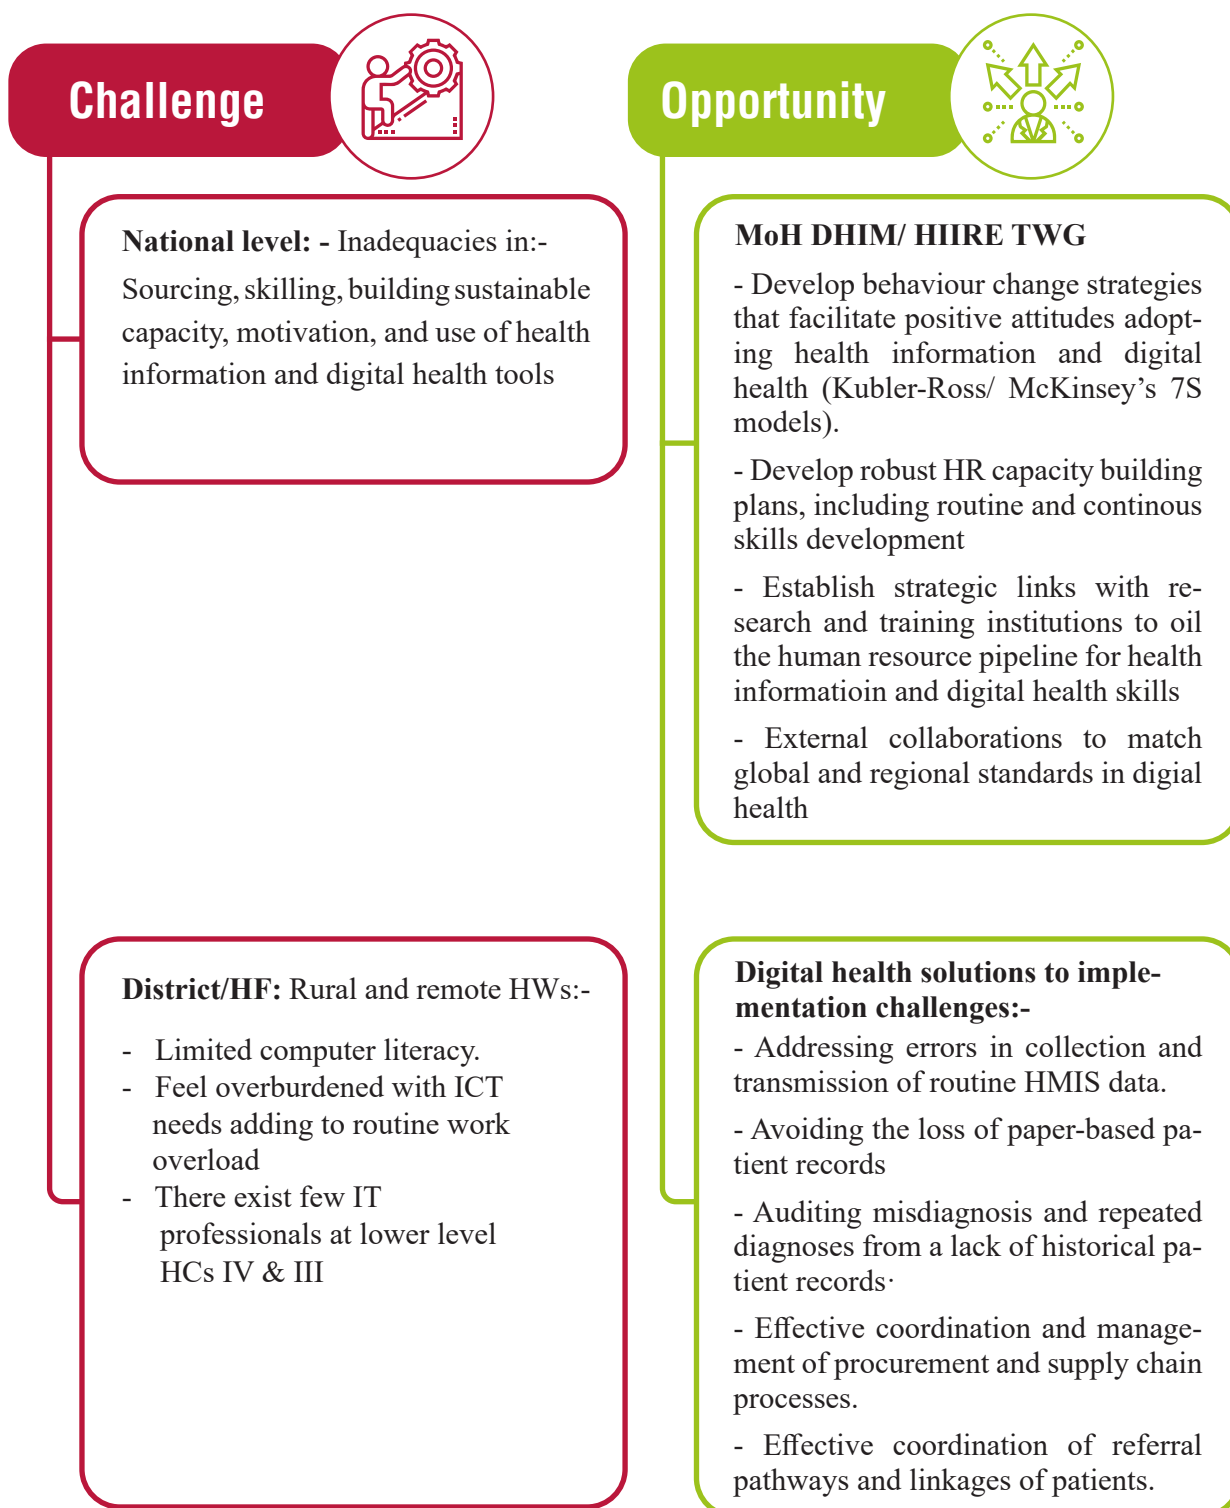 Challenge
National level: - Inadequacies in:-
Sourcing, skilling, building sustainable
capacity, motivation, and use of health
information and digital health tools
District/HF: Rural and remote HWs:-
- Limited computer literacy.
- Feel overburdened with ICT
needs adding to routine work
overload
- There exist few IT
professionals at lower level
HCs IV & III
Opportunity
MoH DHIM/ HIIRE TWG
- Develop behaviour change strategies
that facilitate positive attitudes adopt-
ing health information and digital
health (Kubler-Ross/ McKinsey’s 7S
models).
- Develop robust HR capacity building
plans, including routine and continous
skills development
- Establish strategic links with re-
search and training institutions to oil
the human resource pipeline for health
informatioin and digital health skills
- External collaborations to match
global and regional standards in digial
health
Digital health solutions to imple-
mentation challenges:-
- Addressing errors in collection and
transmission of routine HMIS data.
- Avoiding the loss of paper-based pa-
tient records
- Auditing misdiagnosis and repeated
diagnoses from a lack of historical pa-
tient records·
- Effective coordination and manage-
ment of procurement and supply chain
processes.
- Effective coordination of referral
pathways and linkages of patients.